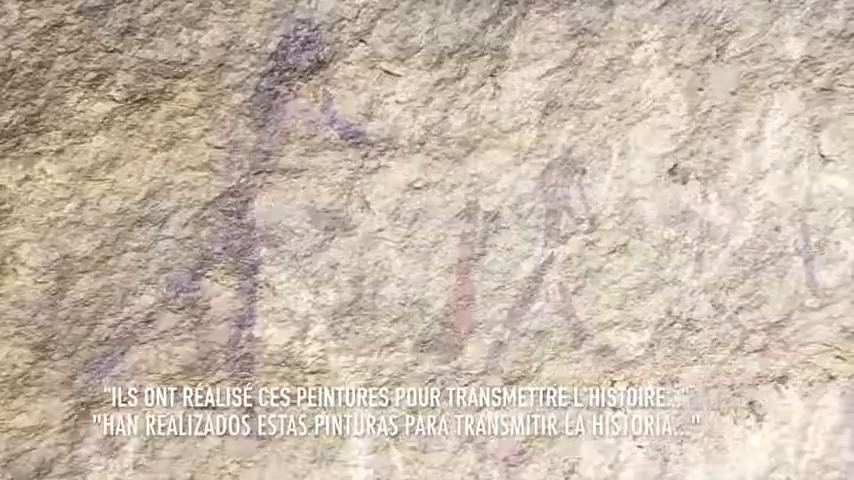 "ILS ONT RÉALISÉ CES PEINTURES POUR TRANSMETTRE L'HISTOIRE..."
"HAN REALIZADOS ESTAS PINTURAS PARA TRANSMITIR LA HISTORIA..."